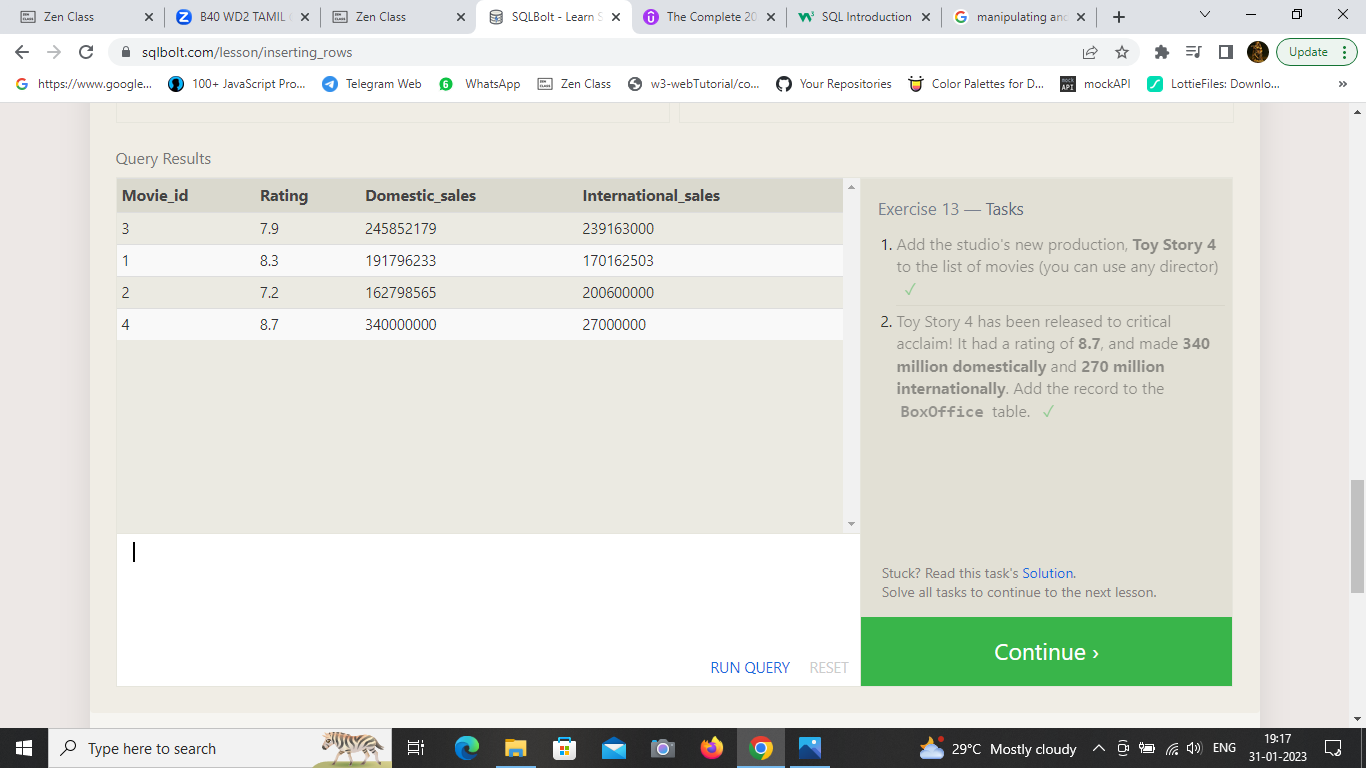 Zen Class
B40 WD2 TAMIL
Zen Class
SQLBolt - Learn S
The Complete 20
SQL Introduction
manipulating and
sqlbolt.com/lesson/inserting_rows
Update
https://www.google...
100+ JavaScript Pro...
Telegram Web
WhatsApp
Zen Class
w3-webTutorial/co...
Your Repositories
Color Palettes for D...
mockAPI
LottieFiles: Downlo...
»
Query Results
Movie_id Rating Domestic_sales International_sales
3 7.9 245852179 239163000
1 8.3 191796233 170162503
2 7.2 162798565 200600000
4 8.7 340000000 27000000
RUN QUERY RESET
Exercise 13 — Tasks
1. Add the studio's new production, Toy Story 4
to the list of movies (you can use any director)
✓
2. Toy Story 4 has been released to critical
acclaim! It had a rating of 8.7, and made 340
million domestically and 270 million
internationally. Add the record to the
BoxOffice table. ✓
Stuck? Read this task's Solution.
Solve all tasks to continue to the next lesson.
Continue ›
Type here to search
29°C Mostly cloudy
ENG
19:17
31-01-2023